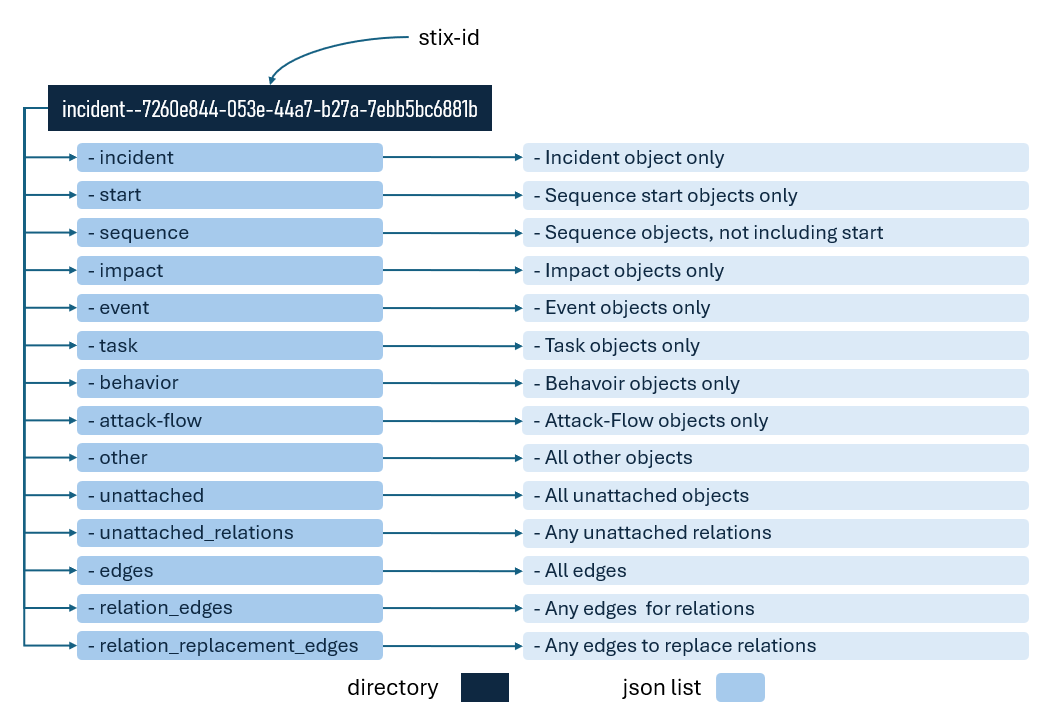 stix-id
incident--7260e844-053e-44a7-b27a-7ebb5bc6881b
- incident - Incident object only
- start - Sequence start objects only
- sequence - Sequence objects, not including start
- impact - Impact objects only
- event - Event objects only
- task - Task objects only
- behavior - Behavoir objects only
- attack-flow - Attack-Flow objects only
- other - All other objects
- unattached - All unattached objects
- unattached_relations - Any unattached relations
- edges - All edges
- relation_edges - Any edges  for relations
- relation_replacement_edges - Any edges to replace relations
directory json list